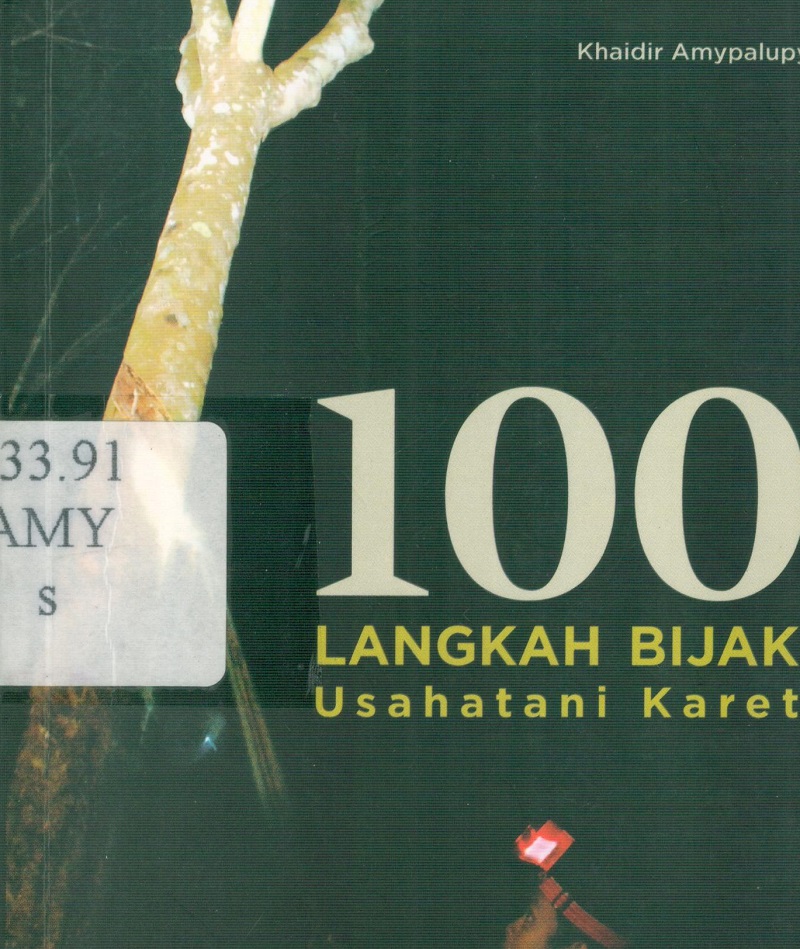 Khaidir Amypalupy
33.91
AMY
s
100
LANGKAH BIJAK
Usahatani Karet